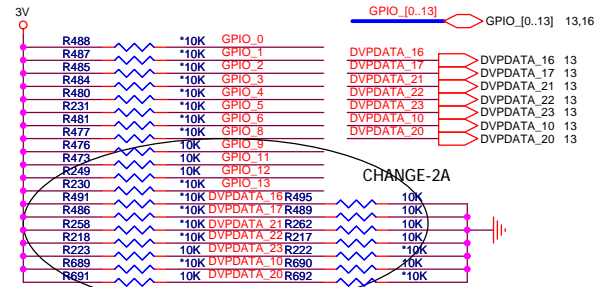 3V
GPIO_[0..13] GPIO_[0..13] 13,16
R488 *10K GPIO_0
R487 *10K GPIO_1
R485 *10K GPIO_2
R484 *10K GPIO_3
R480 *10K GPIO_4
R231 *10K GPIO_5
R481 *10K GPIO_6
R477 *10K GPIO_8
R476 10K GPIO_9
R473 10K GPIO_11
R249 10K GPIO_12
R230 *10K GPIO_13
DVPDATA_16 DVPDATA_16 13
DVPDATA_17 DVPDATA_17 13
DVPDATA_21 DVPDATA_21 13
DVPDATA_22 DVPDATA_22 13
DVPDATA_23 DVPDATA_23 13
DVPDATA_10 DVPDATA_10 13
DVPDATA_20 DVPDATA_20 13
CHANGE-2A
R491 *10K DVPDATA_16 R495 10K
R486 *10K DVPDATA_17 R489 10K
R258 *10K DVPDATA_21 R262 10K
R218 *10K DVPDATA_22 R217 10K
R223 10K DVPDATA_23 R222 *10K
R689 *10K DVPDATA_10 R690 10K
R691 10K DVPDATA_20 R692 *10K